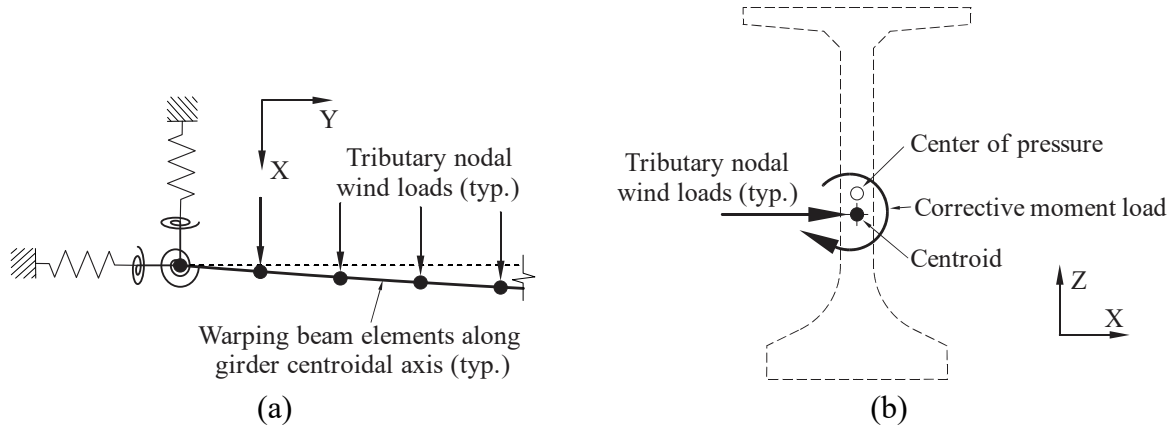 Y
X
Tributary nodal
wind loads (typ.)
Warping beam elements along
girder centroidal axis (typ.)
(a)
Tributary nodal
wind loads (typ.)
Center of pressure
Corrective moment load
Centroid
Z
X
(b)